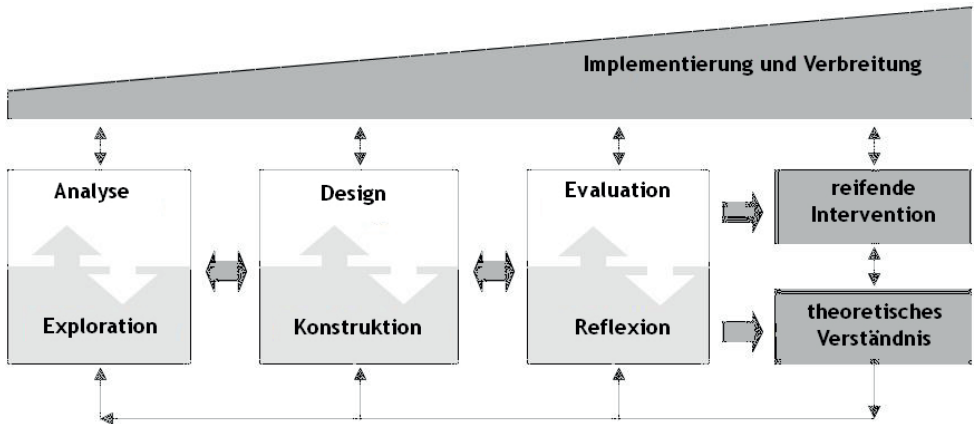 Implementierung und Verbreitung
Analyse
Exploration
Design
Konstruktion
Evaluation
Reflexion
reifende
Intervention
theoretisches
Verständnis